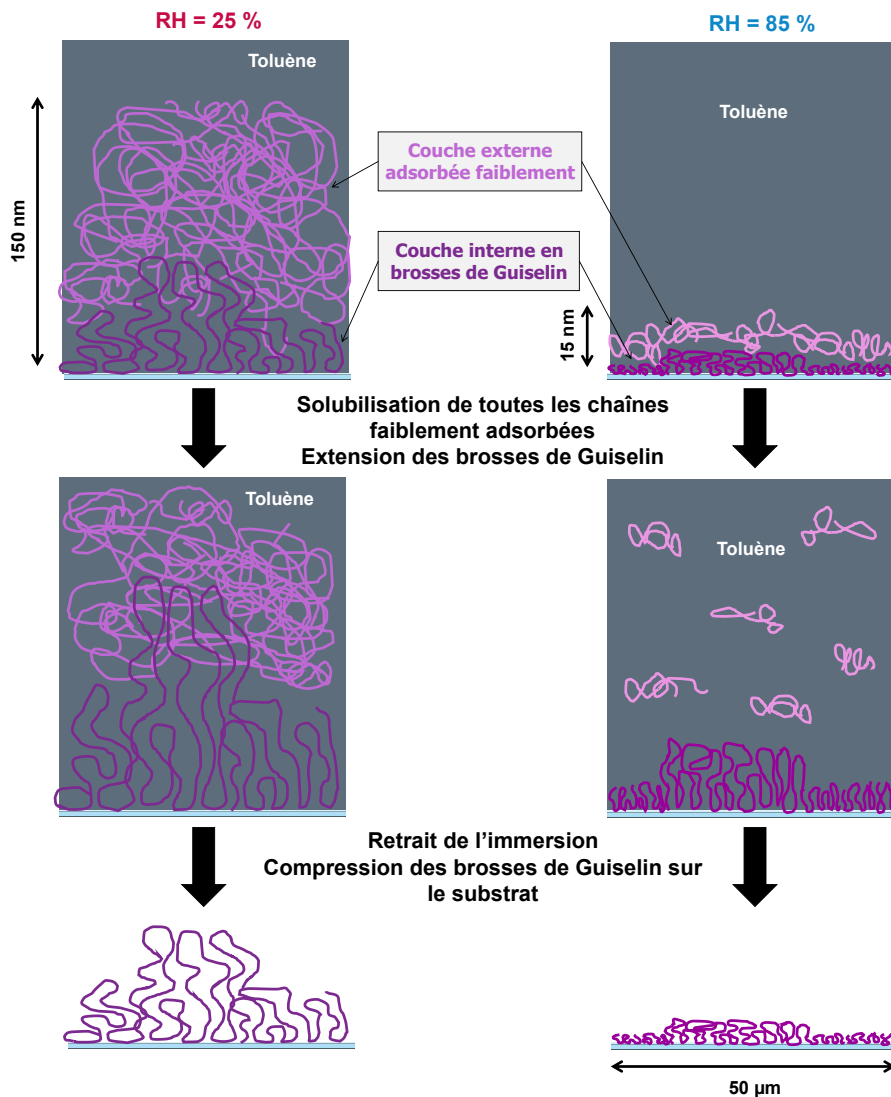 RH = 25 %
RH = 85 %
Toluène
Toluène
Couche externe
adsorbée faiblement
150 nm
Couche interne en
brosses de Guiselin
15 nm
Solubilisation de toutes les chaînes
faiblement adsorbées
Extension des brosses de Guiselin
Toluène
Toluène
Retrait de l'immersion
Compression des brosses de Guiselin sur
le substrat
50 µm